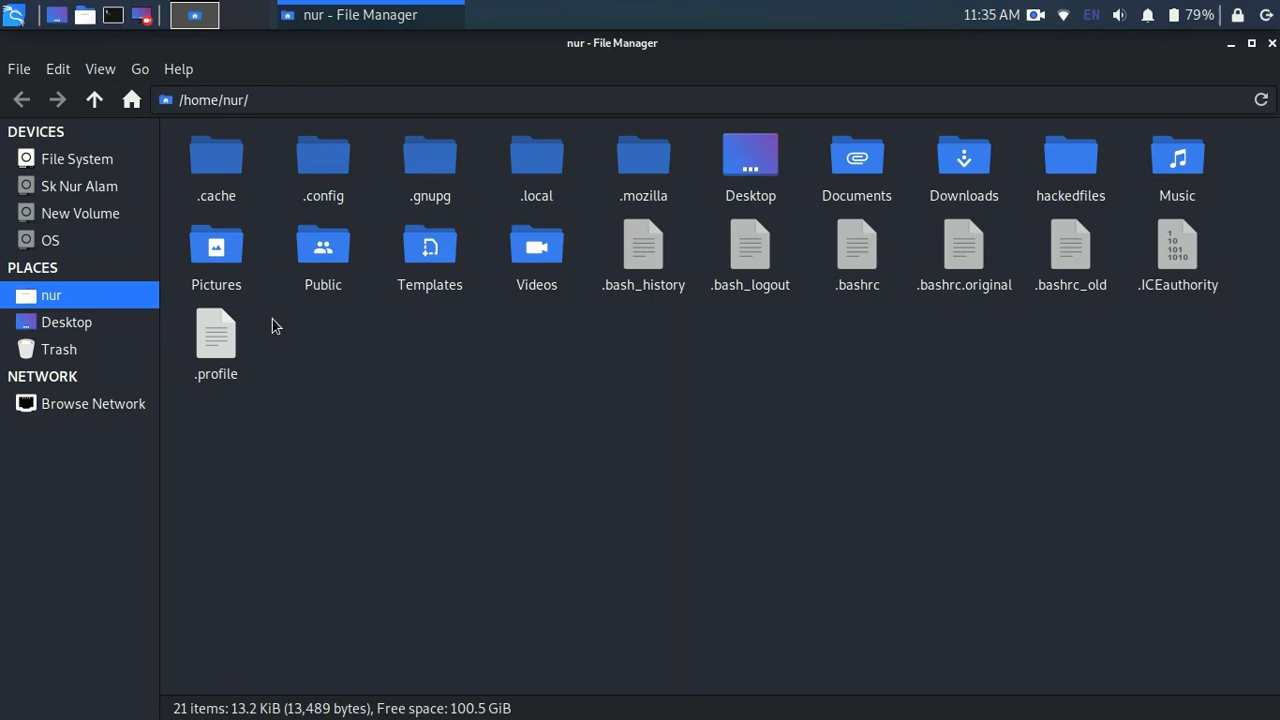 nur - File Manager
11:35 AM
EN
79%
nur - File Manager
File Edit View Go Help
/home/nur/
DEVICES
File System
Sk Nur Alam
New Volume
OS
PLACES
nur
Desktop
Trash
NETWORK
Browse Network
.cache .config .gnupg .local .mozilla Desktop Documents Downloads hackedfiles Music
Pictures Public Templates Videos .bash_history .bash_logout .bashrc .bashrc.original .bashrc_old .ICEauthority
.profile
21 items: 13.2 KiB (13,489 bytes), Free space: 100.5 GiB